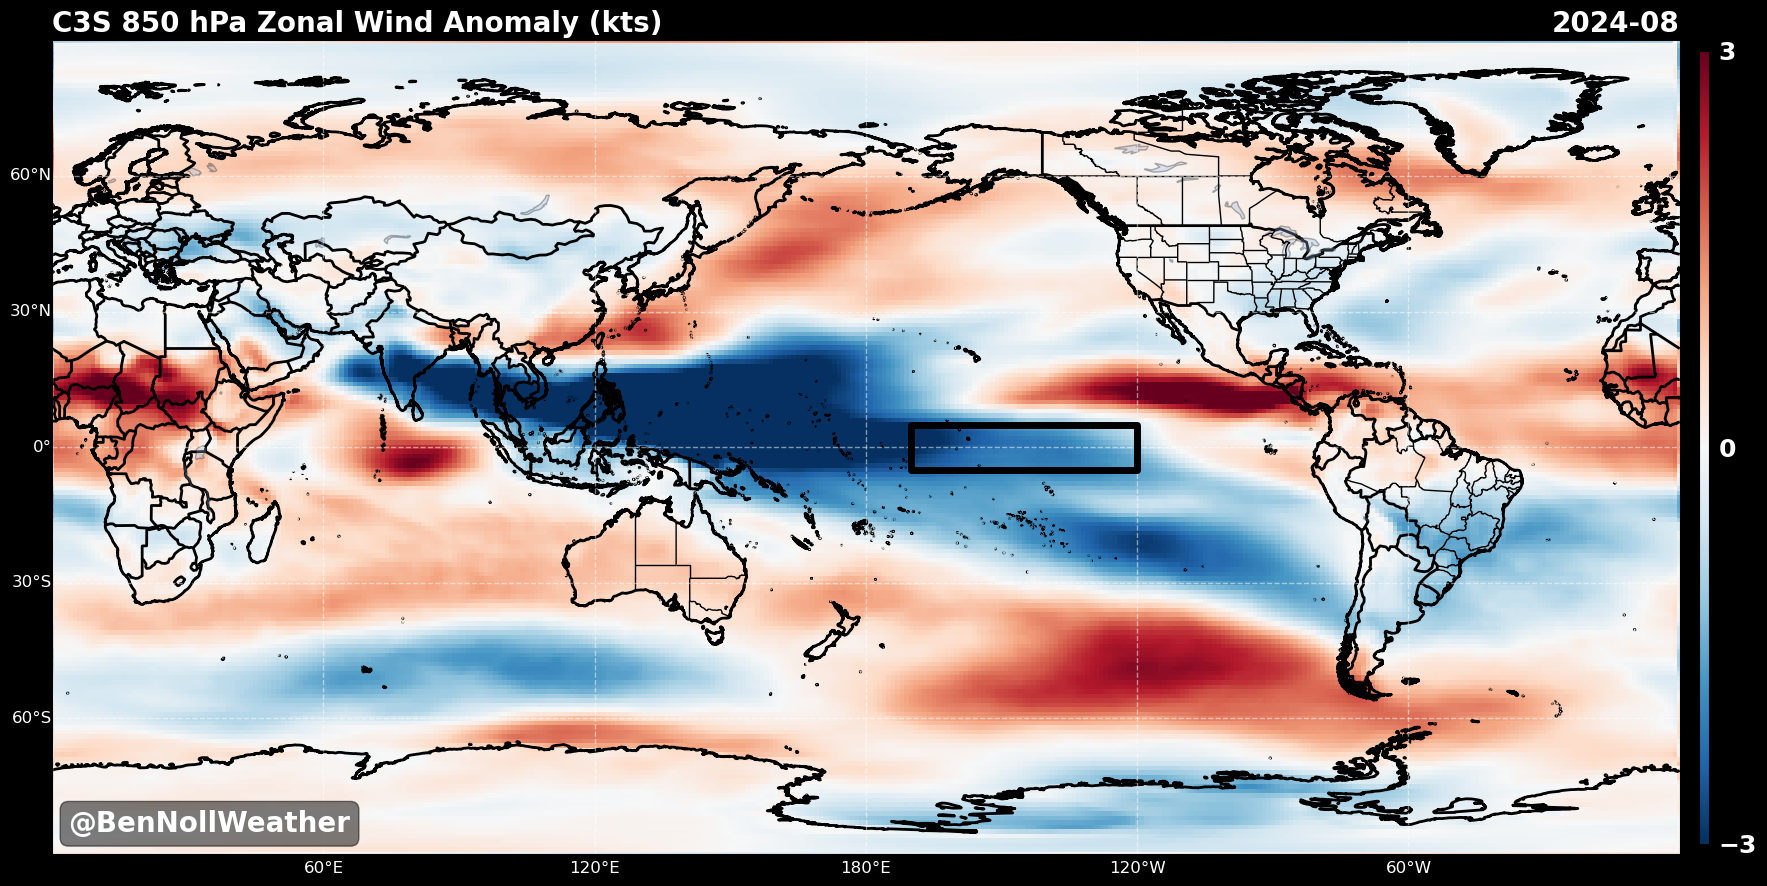 C3S 850 hPa Zonal Wind Anomaly (kts) 2024-08
3
60°N
30°N
0°
0
30°S
60°S
@BenNollWeather
−3
60°E 120°E 180°E 120°W 60°W